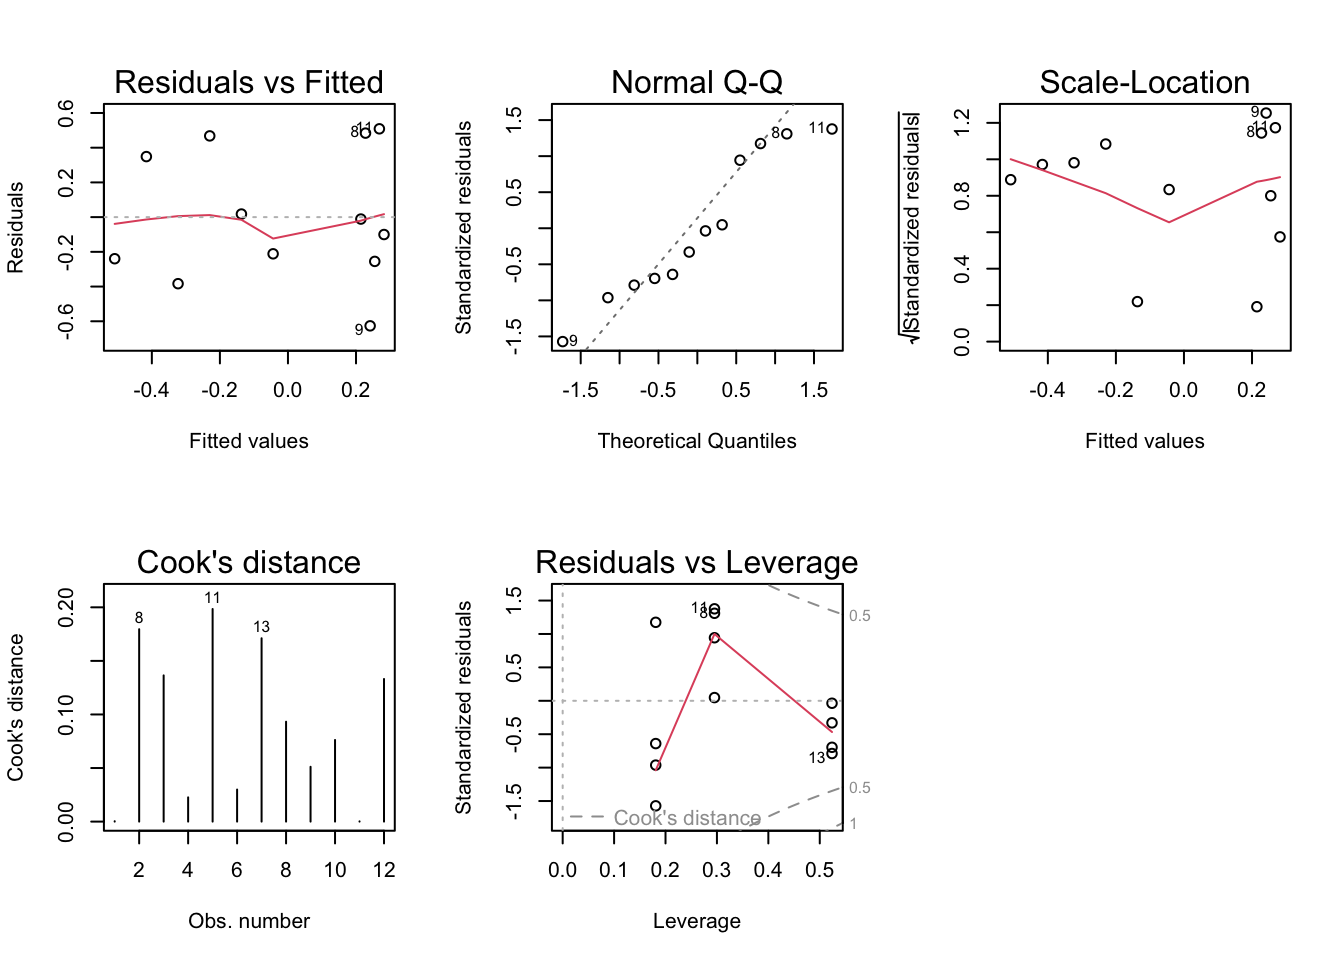 Residuals vs Fitted
Residuals
0.6
0.2
-0.2
-0.6
8
11
9
-0.4 -0.2 0.0 0.2
Fitted values
Normal Q-Q
Standardized residuals
1.5
0.5
-0.5
-1.5
8
11
9
-1.5 -0.5 0.5 1.5
Theoretical Quantiles
Scale-Location
√|Standardized residuals|
1.2
0.8
0.4
0.0
9
11
8
-0.4 -0.2 0.0 0.2
Fitted values
Cook's distance
Cook's distance
0.20
0.10
0.00
8
11
13
2 4 6 8 10 12
Obs. number
Residuals vs Leverage
Standardized residuals
1.5
0.5
-0.5
-1.5
11
8
13
0.5
0.5
1
Cook's distance
0.0 0.1 0.2 0.3 0.4 0.5
Leverage